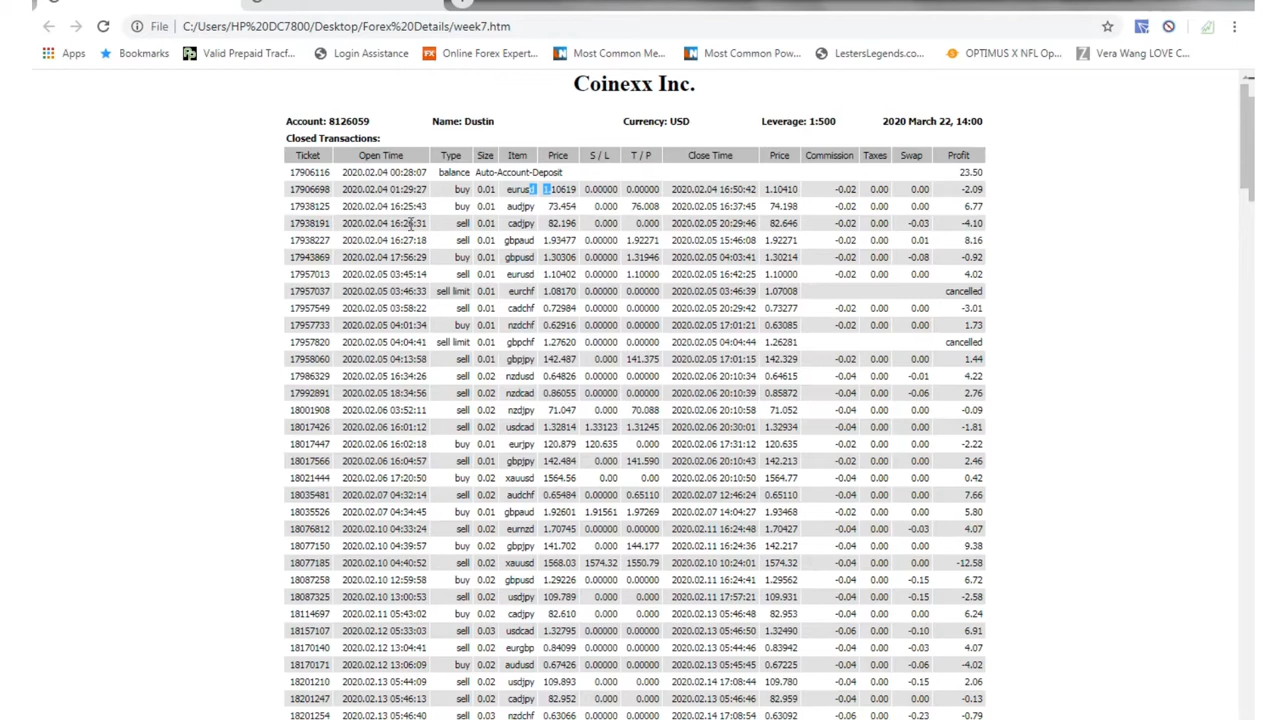 File C:/Users/HP%20DC7800/Desktop/Forex%20Details/week7.htm
Apps Bookmarks Valid Prepaid Tracf... Login Assistance Online Forex Expert... Most Common Me... Most Common Pow... LestersLegends.co... OPTIMUS X NFL Op... Vera Wang LOVE C...
Coinexx Inc.
Account: 8126059 Name: Dustin Currency: USD Leverage: 1:500 2020 March 22, 14:00
Closed Transactions:
Ticket Open Time Type Size Item Price S / L T / P Close Time Price Commission Taxes Swap Profit
17906116 2020.02.04 00:28:07 balance Auto-Account-Deposit 23.50
17906698 2020.02.04 01:29:27 buy 0.01 eurusd 1.10619 0.00000 0.00000 2020.02.04 16:50:42 1.10410 -0.02 0.00 0.00 -2.09
17938125 2020.02.04 16:25:43 buy 0.01 audjpy 73.454 0.000 76.008 2020.02.05 16:37:45 74.198 -0.02 0.00 0.00 6.77
17938191 2020.02.04 16:26:31 sell 0.01 cadjpy 82.196 0.000 0.000 2020.02.05 20:29:46 82.646 -0.02 0.00 -0.03 -4.10
17938227 2020.02.04 16:27:18 sell 0.01 gbpaud 1.93477 0.00000 1.92271 2020.02.05 15:46:08 1.92271 -0.02 0.00 0.01 8.16
17943869 2020.02.04 17:56:29 buy 0.01 gbpusd 1.30306 0.00000 1.31946 2020.02.05 04:03:41 1.30214 -0.02 0.00 -0.08 -0.92
17957013 2020.02.05 03:45:14 sell 0.01 eurusd 1.10402 0.00000 1.10000 2020.02.05 16:42:25 1.10000 -0.02 0.00 0.00 4.02
17957037 2020.02.05 03:46:33 sell limit 0.01 eurchf 1.08170 0.00000 1.07008 2020.02.05 03:46:39 1.07008 cancelled
17957549 2020.02.05 03:58:22 sell 0.01 cadchf 0.72984 0.00000 0.00000 2020.02.05 20:29:42 0.73277 -0.02 0.00 0.00 -3.01
17957733 2020.02.05 04:01:34 buy 0.01 nzdchf 0.62916 0.00000 0.00000 2020.02.05 17:01:21 0.63085 -0.02 0.00 0.00 1.73
17957820 2020.02.05 04:04:41 sell limit 0.01 gbpchf 1.27620 0.00000 0.00000 2020.02.05 04:04:44 1.26281 cancelled
17958060 2020.02.05 04:13:58 sell 0.01 gbpjpy 142.487 0.000 141.375 2020.02.05 17:01:15 142.329 -0.02 0.00 0.00 1.44
17986329 2020.02.05 16:34:26 sell 0.02 nzdusd 0.64826 0.00000 0.00000 2020.02.06 20:10:34 0.64615 -0.04 0.00 -0.01 4.22
17992891 2020.02.05 18:34:56 sell 0.02 nzdcad 0.86055 0.00000 0.00000 2020.02.06 20:10:39 0.85872 -0.04 0.00 -0.06 2.76
18001908 2020.02.06 03:52:11 sell 0.02 nzdjpy 71.047 0.000 70.088 2020.02.06 20:10:58 71.052 -0.04 0.00 0.00 -0.09
18017426 2020.02.06 16:01:12 sell 0.02 usdcad 1.32814 1.33123 1.31245 2020.02.06 20:30:01 1.32934 -0.04 0.00 0.00 -1.81
18017447 2020.02.06 16:02:18 buy 0.01 eurjpy 120.879 120.635 0.000 2020.02.06 17:31:12 120.635 -0.02 0.00 0.00 -2.22
18017566 2020.02.06 16:04:57 sell 0.01 gbpjpy 142.484 0.000 141.590 2020.02.06 20:10:43 142.213 -0.02 0.00 0.00 2.46
18021444 2020.02.06 17:20:50 buy 0.02 xauusd 1564.56 0.00 0.00 2020.02.06 20:10:50 1564.77 -0.04 0.00 0.00 0.42
18035481 2020.02.07 04:32:14 sell 0.02 audchf 0.65484 0.00000 0.65110 2020.02.07 12:46:24 0.65110 -0.04 0.00 0.00 7.66
18035526 2020.02.07 04:34:45 buy 0.01 gbpaud 1.92601 1.91561 1.97269 2020.02.07 14:04:27 1.93468 -0.02 0.00 0.00 5.80
18076812 2020.02.10 04:33:24 sell 0.02 eurnzd 1.70745 0.00000 0.00000 2020.02.11 16:24:48 1.70427 -0.04 0.00 -0.03 4.07
18077150 2020.02.10 04:39:57 buy 0.02 gbpjpy 141.702 0.000 144.177 2020.02.11 16:24:36 142.217 -0.04 0.00 0.00 9.38
18077185 2020.02.10 04:40:52 sell 0.02 xauusd 1568.03 1574.32 1550.79 2020.02.10 10:24:01 1574.32 -0.04 0.00 0.00 -12.58
18087258 2020.02.10 12:59:58 buy 0.02 gbpusd 1.29226 0.00000 0.00000 2020.02.11 16:24:41 1.29562 -0.04 0.00 -0.15 6.72
18087325 2020.02.10 13:00:53 sell 0.02 usdjpy 109.789 0.000 0.000 2020.02.11 17:57:21 109.931 -0.04 0.00 -0.15 -2.58
18114697 2020.02.11 05:43:02 buy 0.02 cadjpy 82.610 0.000 0.000 2020.02.13 05:46:48 82.953 -0.04 0.00 0.00 6.24
18157107 2020.02.12 05:33:03 sell 0.03 usdcad 1.32795 0.00000 0.00000 2020.02.13 05:46:50 1.32490 -0.06 0.00 -0.10 6.91
18170140 2020.02.12 13:04:41 sell 0.02 eurgbp 0.84099 0.00000 0.00000 2020.02.13 05:44:46 0.83942 -0.04 0.00 -0.03 4.07
18170171 2020.02.12 13:06:09 buy 0.02 audusd 0.67426 0.00000 0.00000 2020.02.13 05:45:45 0.67225 -0.04 0.00 -0.06 -4.02
18201210 2020.02.13 05:44:09 sell 0.02 usdjpy 109.893 0.000 0.000 2020.02.14 17:08:44 109.780 -0.04 0.00 -0.15 2.06
18201247 2020.02.13 05:46:13 sell 0.02 cadjpy 82.952 0.000 0.000 2020.02.13 05:46:46 82.959 -0.04 0.00 0.00 -0.13
18201254 2020.02.13 05:46:40 sell 0.03 nzdchf 0.63066 0.00000 0.00000 2020.02.14 17:08:54 0.63092 -0.06 0.00 -0.23 -0.79